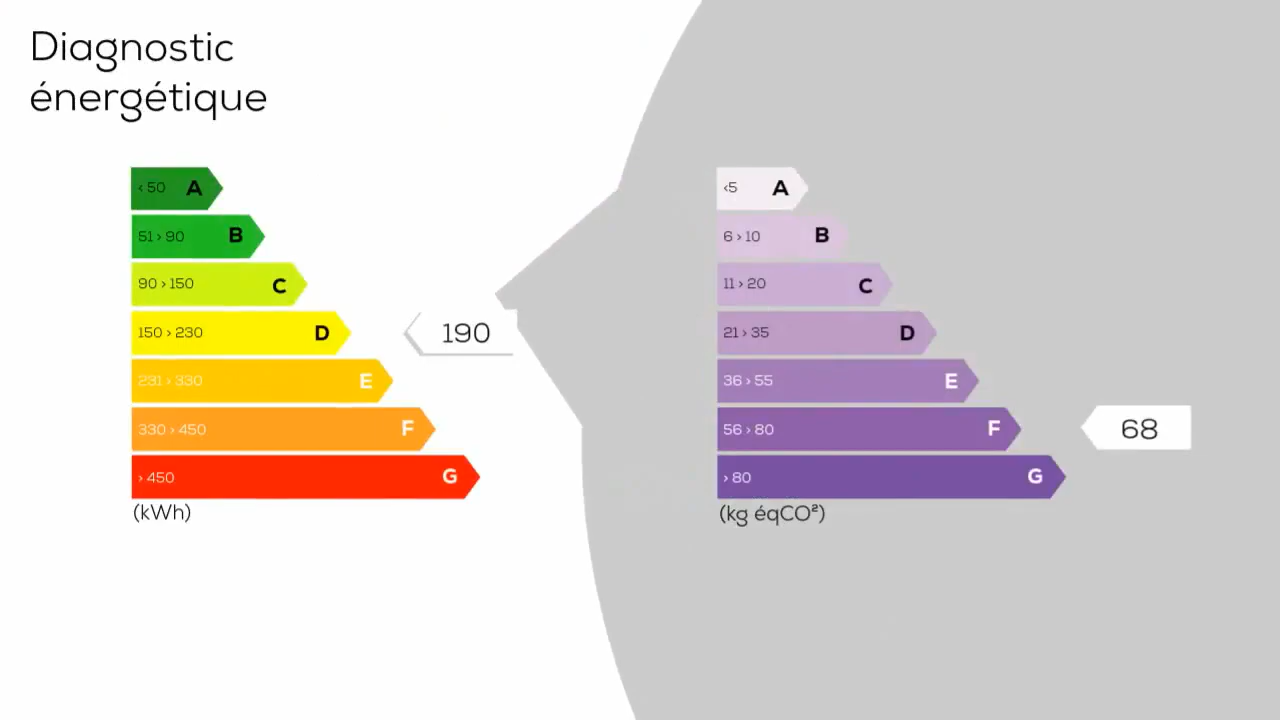 Diagnostic
énergétique
< 50 A
51 > 90 B
90 > 150 C
150 > 230 D
190
231 > 330 E
330 > 450 F
> 450 G
(kWh)
<5 A
6 > 10 B
11 > 20 C
21 > 35 D
36 > 55 E
56 > 80 F
68
> 80 G
(kg éqCO²)